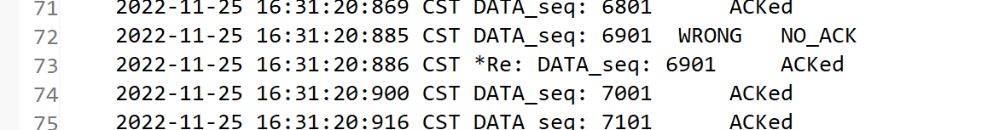 71 2022-11-25 16:31:20:869 CST DATA_seq: 6801 ACKed
72 2022-11-25 16:31:20:885 CST DATA_seq: 6901 WRONG NO_ACK
73 2022-11-25 16:31:20:886 CST *Re: DATA_seq: 6901 ACKed
74 2022-11-25 16:31:20:900 CST DATA_seq: 7001 ACKed
75 2022-11-25 16:31:20:916 CST DATA_seq: 7101 ACKed